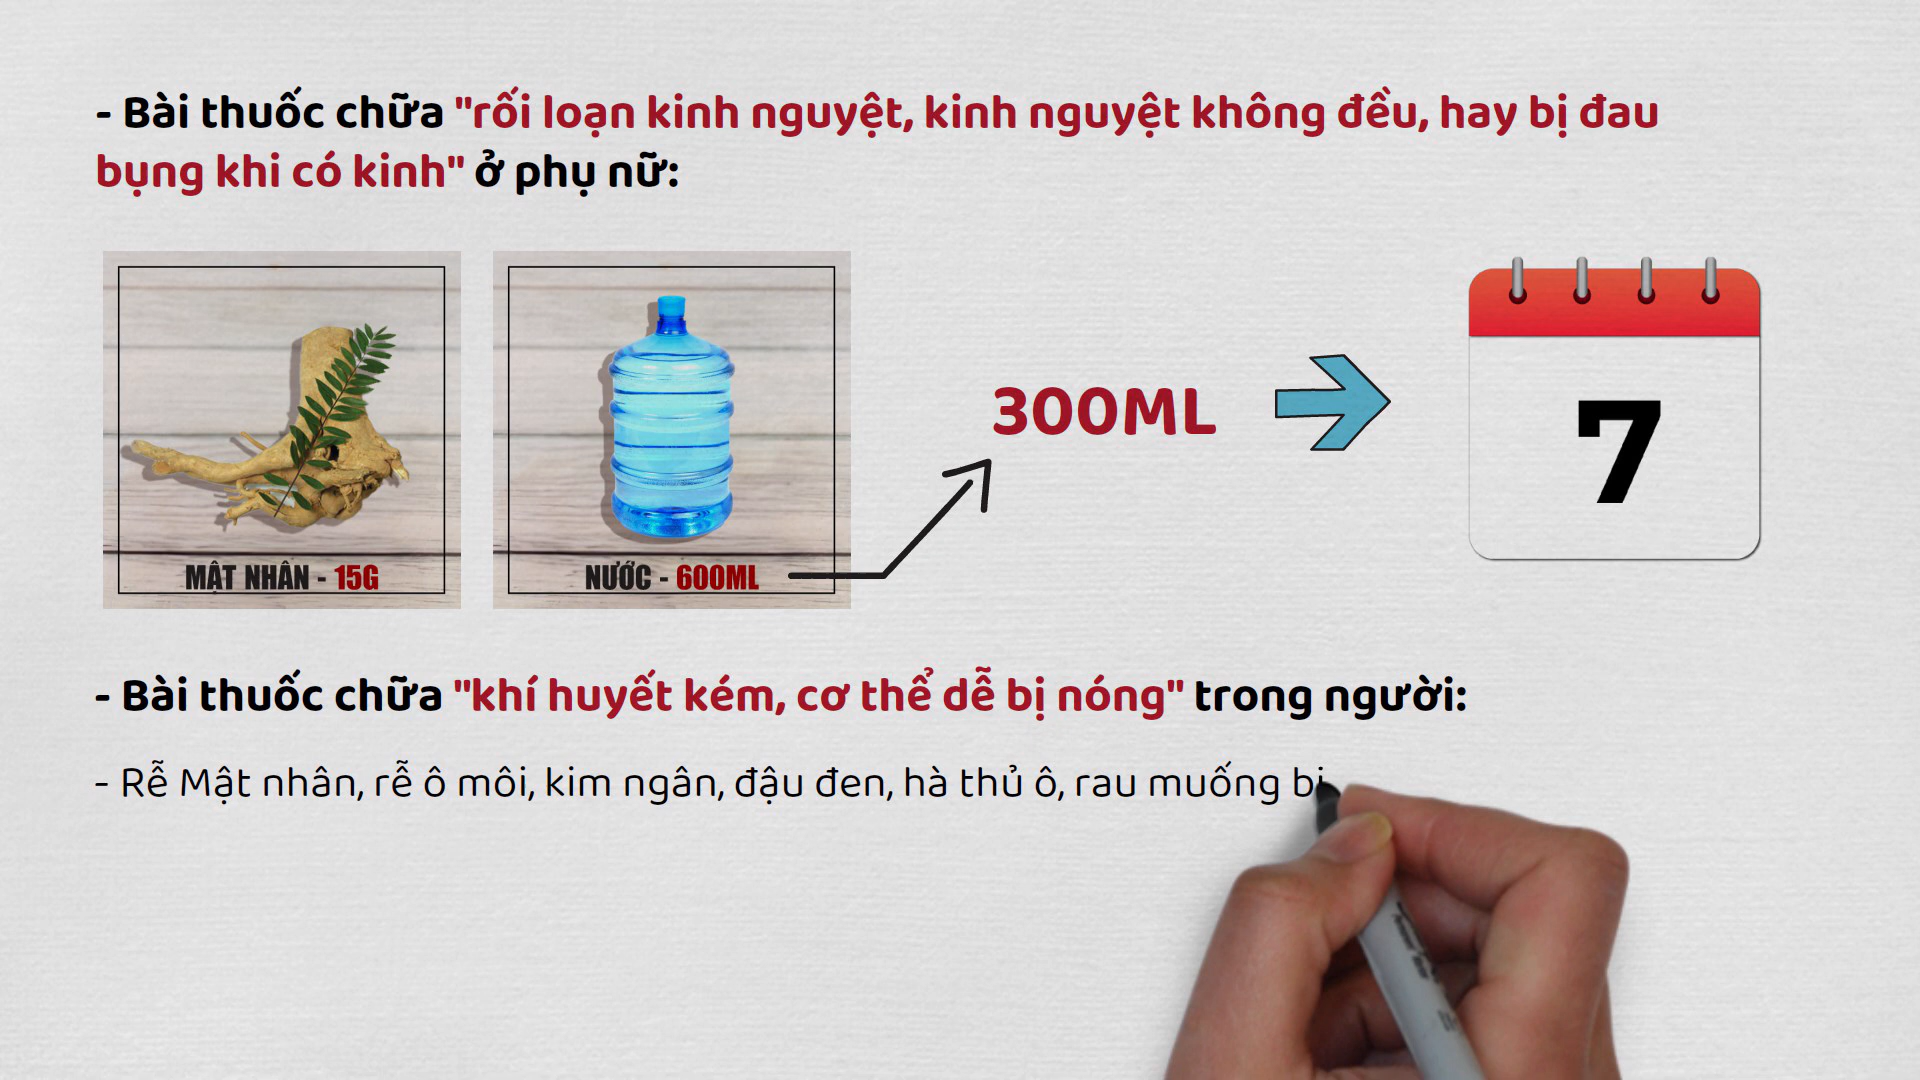 - Bài thuốc chữa "rối loạn kinh nguyệt, kinh nguyệt không đều, hay bị đau
bụng khi có kinh" ở phụ nữ:
MẬT NHÂN - 15G
NƯỚC - 600ML
300ML
7
- Bài thuốc chữa "khí huyết kém, cơ thể dễ bị nóng" trong người:
- Rễ Mật nhân, rễ ô môi, kim ngân, đậu đen, hà thủ ô, rau muống